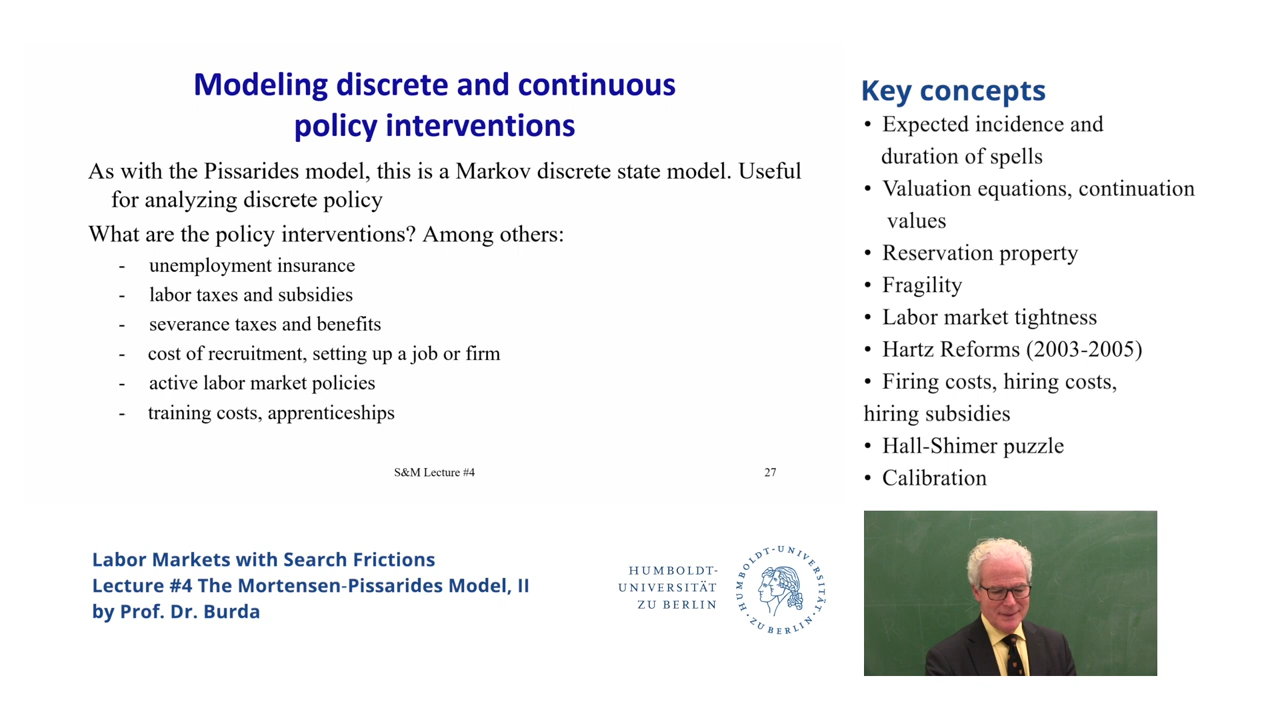 Modeling discrete and continuous
policy interventions
As with the Pissarides model, this is a Markov discrete state model. Useful
for analyzing discrete policy
What are the policy interventions? Among others:
- unemployment insurance
- labor taxes and subsidies
- severance taxes and benefits
- cost of recruitment, setting up a job or firm
- active labor market policies
- training costs, apprenticeships
S&M Lecture #4
27
Key concepts
• Expected incidence and
duration of spells
• Valuation equations, continuation
values
• Reservation property
• Fragility
• Labor market tightness
• Hartz Reforms (2003-2005)
• Firing costs, hiring costs,
hiring subsidies
• Hall-Shimer puzzle
• Calibration
Labor Markets with Search Frictions
Lecture #4 The Mortensen-Pissarides Model, II
by Prof. Dr. Burda
HUMBOLDT-
UNIVERSITÄT
ZU BERLIN
HUMBOLDT-UNIVERSITÄT
ZU BERLIN